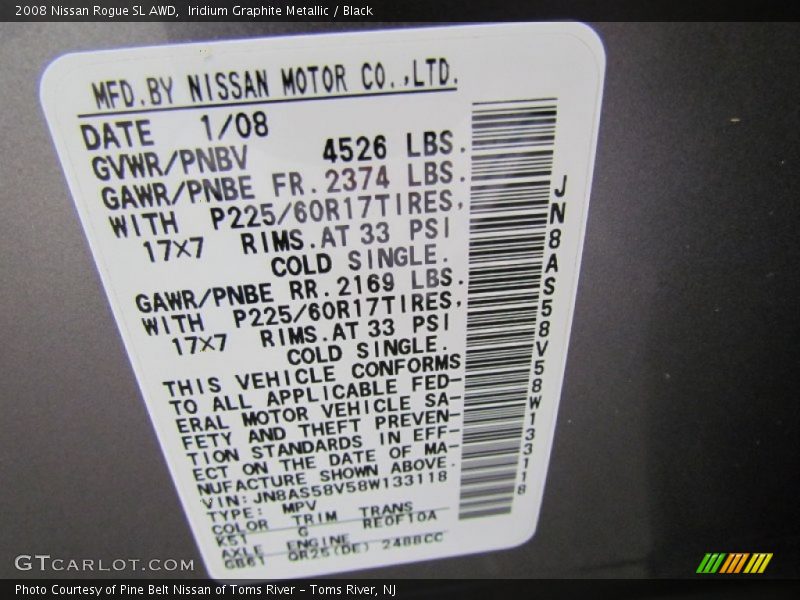 2008 Nissan Rogue SL AWD,  Iridium Graphite Metallic / Black
MFD.BY NISSAN MOTOR CO.,LTD.
DATE 1/08
GVWR/PNBV 4526 LBS.
GAWR/PNBE FR.2374 LBS.
WITH P225/60R17TIRES,
17X7 RIMS.AT 33 PSI
COLD SINGLE.
GAWR/PNBE RR.2169 LBS.
WITH P225/60R17TIRES,
17X7 RIMS.AT 33 PSI
COLD SINGLE.
THIS VEHICLE CONFORMS
TO ALL APPLICABLE FED-
ERAL MOTOR VEHICLE SA-
FETY AND THEFT PREVEN-
TION STANDARDS IN EFF-
ECT ON THE DATE OF MA-
NUFACTURE SHOWN ABOVE.
VIN:JN8AS58V58W133118
TYPE: MPV
COLOR TRIM TRANS
K51 G RE0F10A
AXLE ENGINE
GB61 QR25(DE) 2488CC
JN8AS58V58W133118
GTCARLOT.COM
Photo Courtesy of Pine Belt Nissan of Toms River – Toms River, NJ